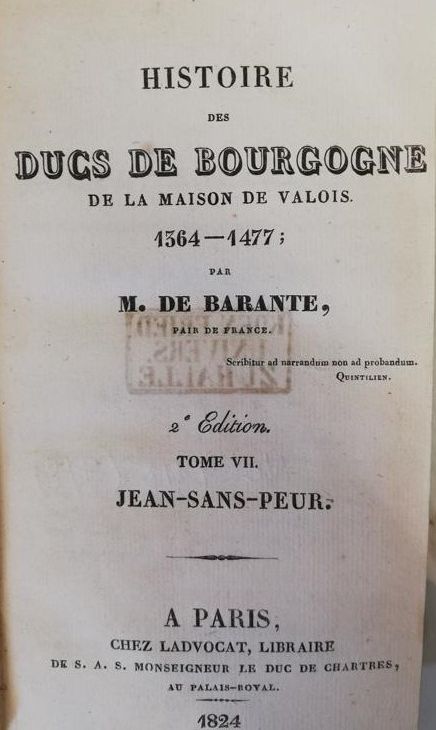 HISTOIRE
DES
DUCS DE BOURGOGNE
DE LA MAISON DE VALOIS.
1364—1477;
PAR
M. DE BARANTE,
PAIR DE FRANCE.
Scribitur ad narrandum non ad probandum.
QUINTILIEN.
2e Edition.
TOME VII.
JEAN-SANS-PEUR.
A PARIS,
CHEZ LADVOCAT, LIBRAIRE
DE S. A. S. MONSEIGNEUR LE DUC DE CHARTRES,
AU PALAIS-ROYAL.
1824